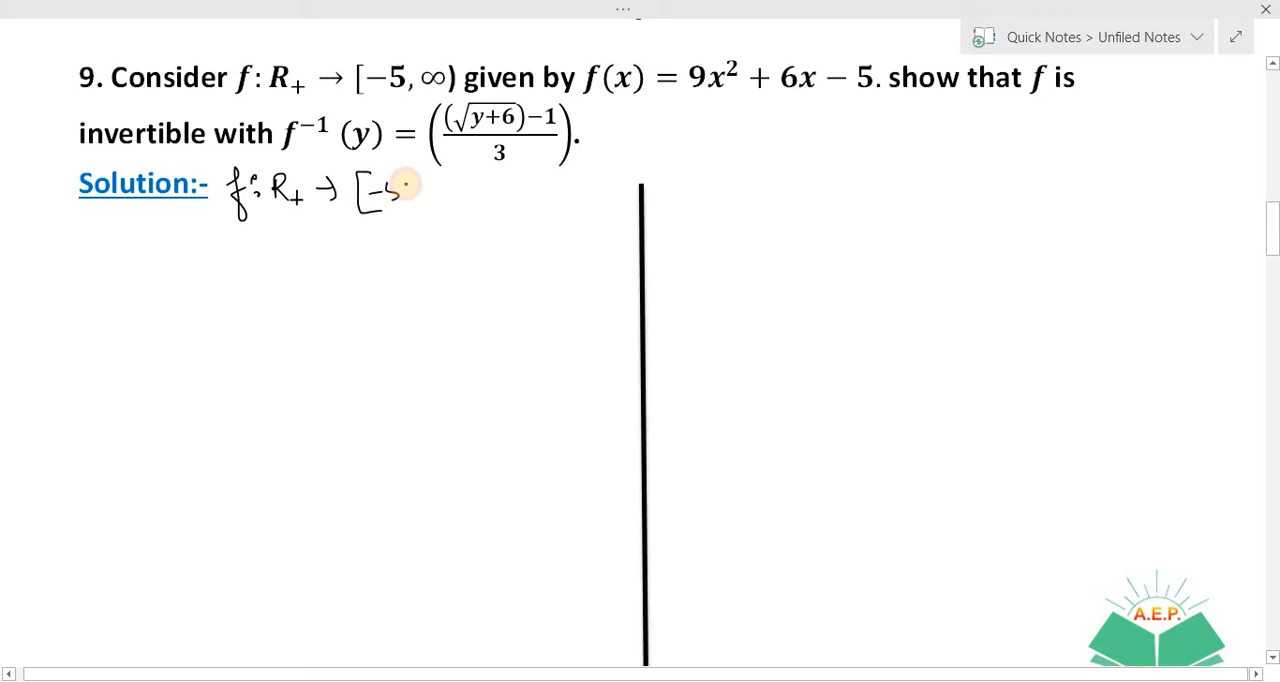 Quick Notes > Unfiled Notes
9. Consider f: R₊ → [−5, ∞) given by f(x) = 9x² + 6x − 5. show that f is
invertible with f⁻¹ (y) = (((√y+6)−1)/3).
Solution:- f: R₊ → [−5
A.E.P.